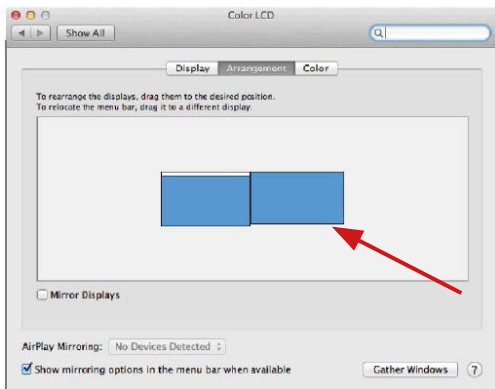 Color LCD
Show All
Display Arrangement Color
To rearrange the displays, drag them to the desired position.
To relocate the menu bar, drag it to a different display.
Mirror Displays
AirPlay Mirroring: No Devices Detected
Show mirroring options in the menu bar when available
Gather Windows ?